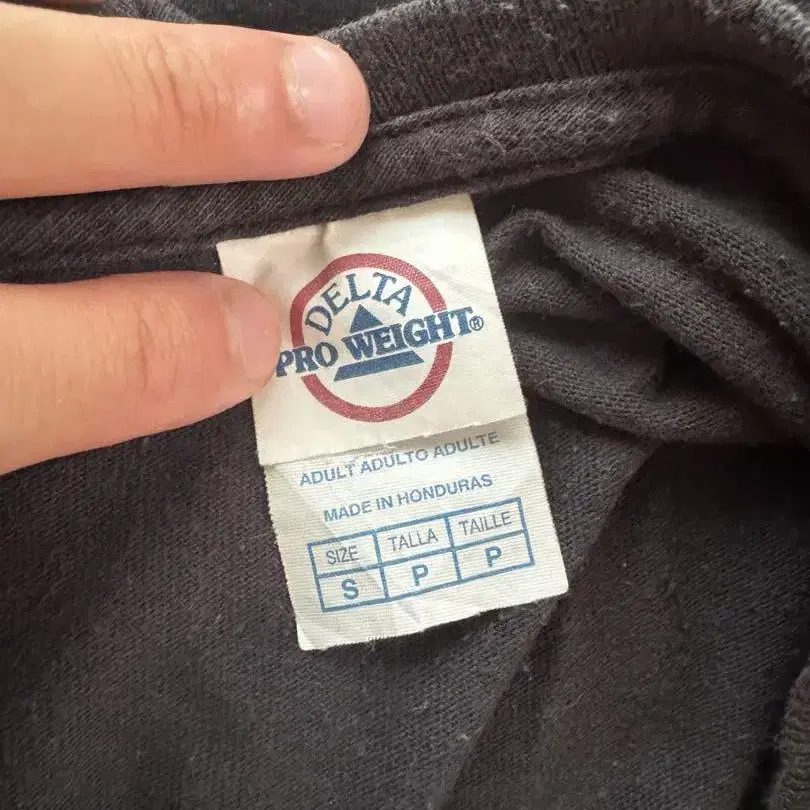 DELTA
PRO WEIGHT®
ADULT ADULTO ADULTE
MADE IN HONDURAS
SIZE TALLA TAILLE
S P P